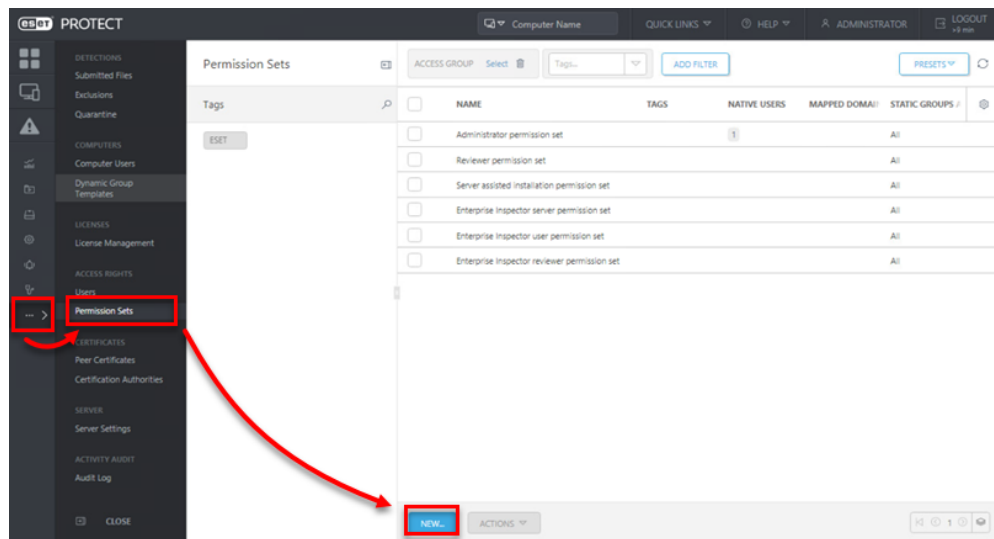 eset PROTECT
Computer Name
QUICK LINKS
HELP
ADMINISTRATOR
LOGOUT
>9 min
DETECTIONS
Submitted Files
Exclusions
Quarantine
COMPUTERS
Computer Users
Dynamic Group
Templates
LICENSES
License Management
ACCESS RIGHTS
Users
Permission Sets
CERTIFICATES
Peer Certificates
Certification Authorities
SERVER
Server Settings
ACTIVITY AUDIT
Audit Log
CLOSE
Permission Sets
Tags
ESET
ACCESS GROUP Select
Tags...
ADD FILTER
PRESETS
NAME TAGS NATIVE USERS MAPPED DOMAI STATIC GROUPS
Administrator permission set 1 All
Reviewer permission set All
Server assisted installation permission set All
Enterprise Inspector server permission set All
Enterprise Inspector user permission set All
Enterprise Inspector reviewer permission set All
NEW...
ACTIONS
1